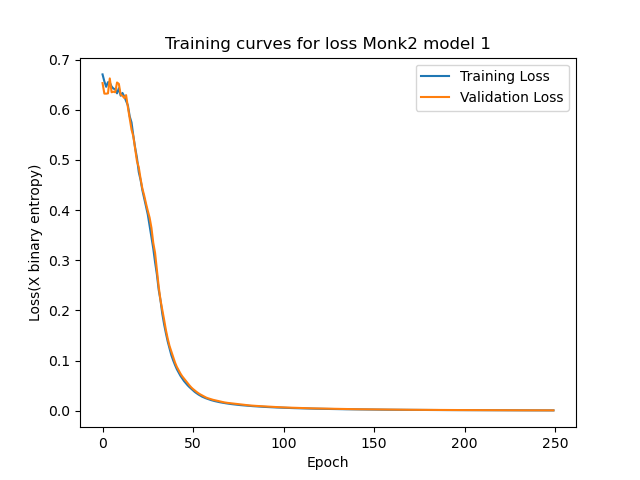 Training curves for loss Monk2 model 1
Training Loss
Validation Loss
Loss(X binary entropy)
0.7
0.6
0.5
0.4
0.3
0.2
0.1
0.0
0 50 100 150 200 250
Epoch